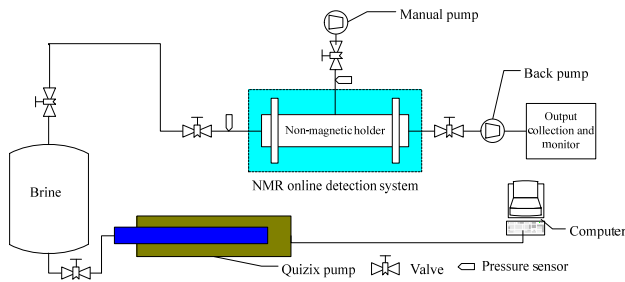 Manual pump
Back pump
Output
collection and
monitor
Non-magnetic holder
NMR online detection system
Brine
Computer
Quizix pump
Valve
Pressure sensor